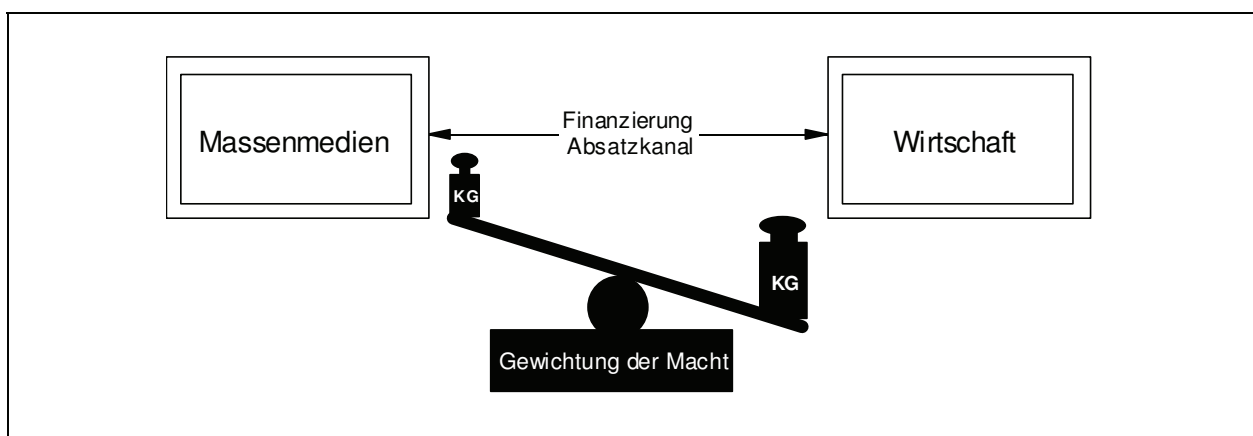 Massenmedien
Finanzierung
Absatzkanal
Wirtschaft
KG
KG
Gewichtung der Macht